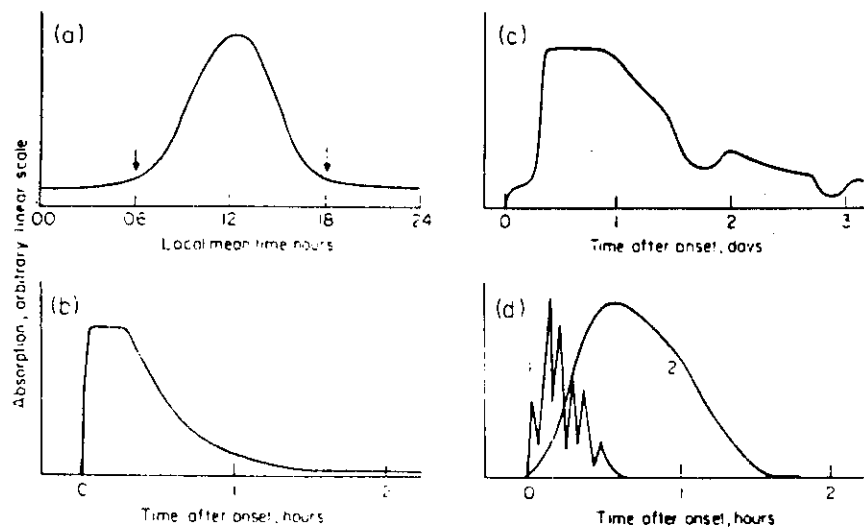 (a)
00 06 12 18 24
Local mean time hours
(c)
0 1 2 3
Time after onset, days
Absorption, arbitrary linear scale
(b)
0 1 2
Time after onset, hours
(d)
1 2
0 1 2
Time after onset, hours